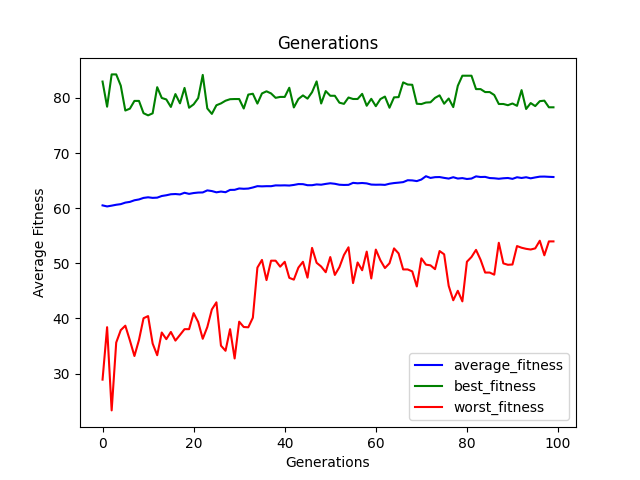 Generations
80
70
60
50
40
30
Average Fitness
0 20 40 60 80 100
Generations
average_fitness
best_fitness
worst_fitness